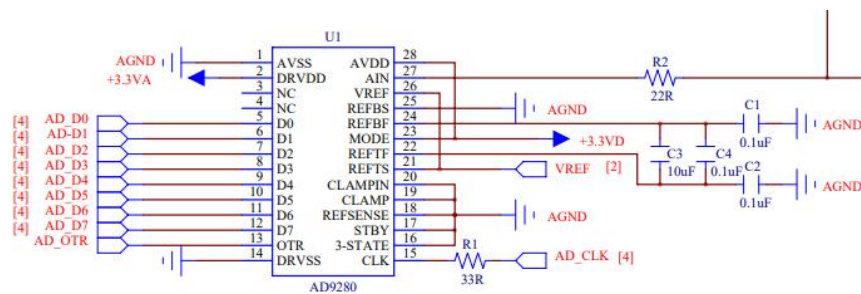 U1
AGND
+3.3VA
1 AVSS AVDD 28
2 DRVDD AIN 27
3 NC VREF 26
4 NC REFBS 25
[4] AD_D0 5 D0 REFBF 24
[4] AD-D1 6 D1 MODE 23
[4] AD_D2 7 D2 REFTF 22
[4] AD_D3 8 D3 REFTS 21
[4] AD_D4 9 D4 CLAMPIN 20
[4] AD_D5 10 D5 CLAMP 19
[4] AD_D6 11 D6 REFSENSE 18
[4] AD_D7 12 D7 STBY 17
AD_OTR 13 OTR 3-STATE 16
14 DRVSS CLK 15
AD9280
R2
22R
AGND
+3.3VD
VREF [2]
AGND
R1
33R
AD_CLK [4]
C1
0.1uF
AGND
C3
10uF
C4
0.1uF
C2
0.1uF
AGND